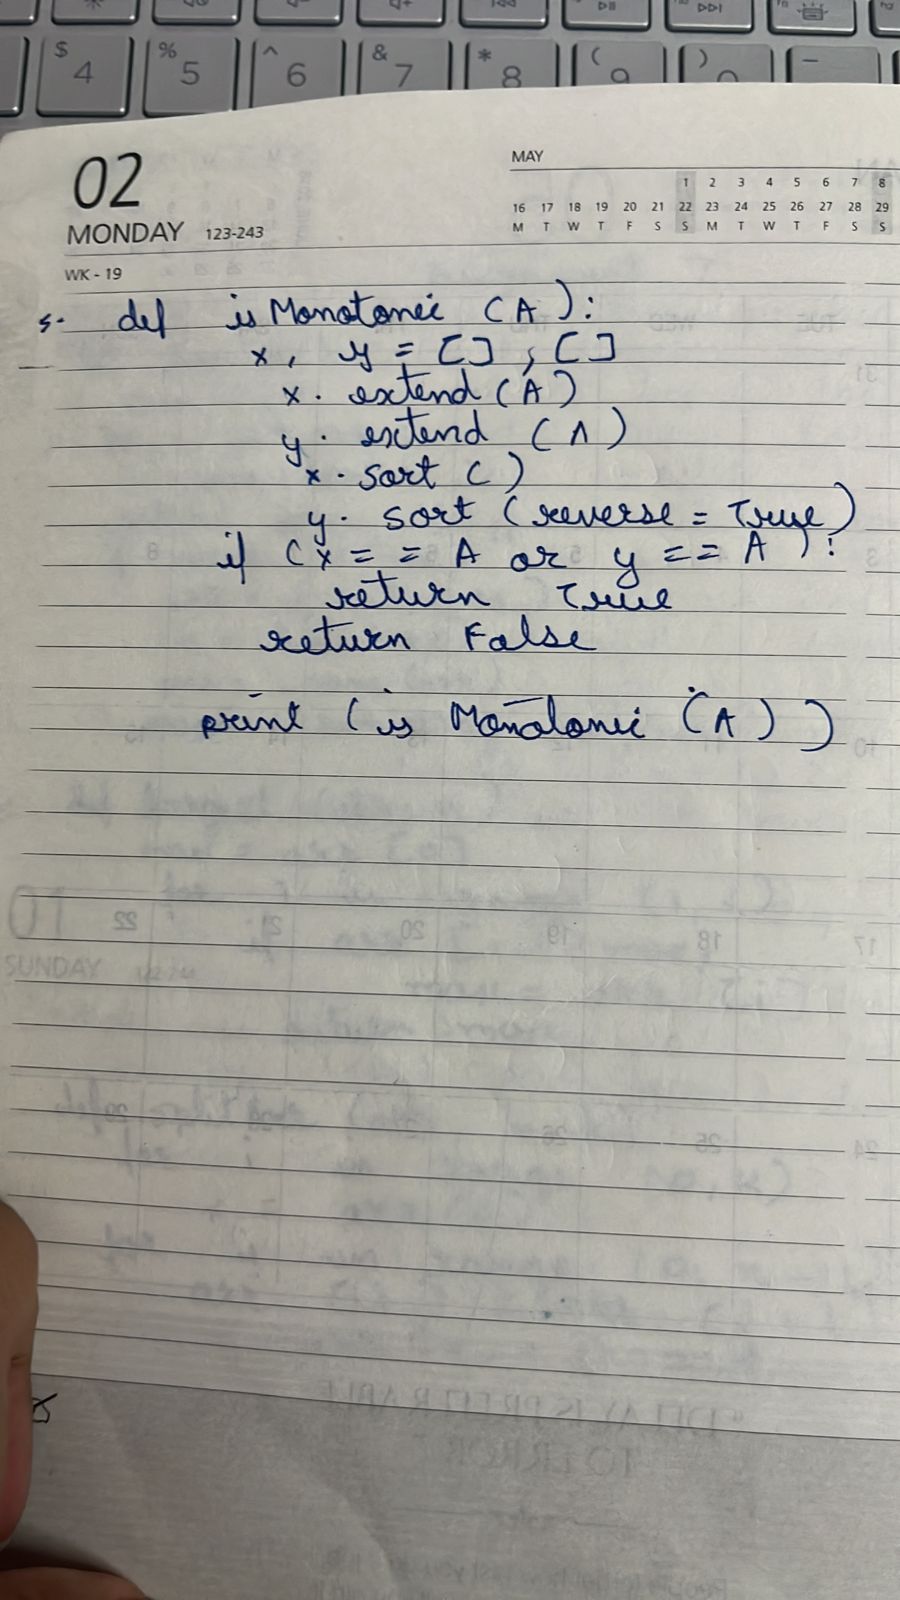 $ 4 % 5 ^ 6 & 7 * 8 ( 9 )
02
MONDAY 123-243
WK - 19
MAY
1 2 3 4 5 6 7 8
16 17 18 19 20 21 22 23 24 25 26 27 28 29
M T W T F S S M T W T F S S
5. def isMonotonic (A):
x, y = [] , []
x. extend (A)
y. extend (A)
x. sort ( )
y. sort (reverse = True)
if (x == A or y == A ):
return True
return False
print (is Monotonic (A) )